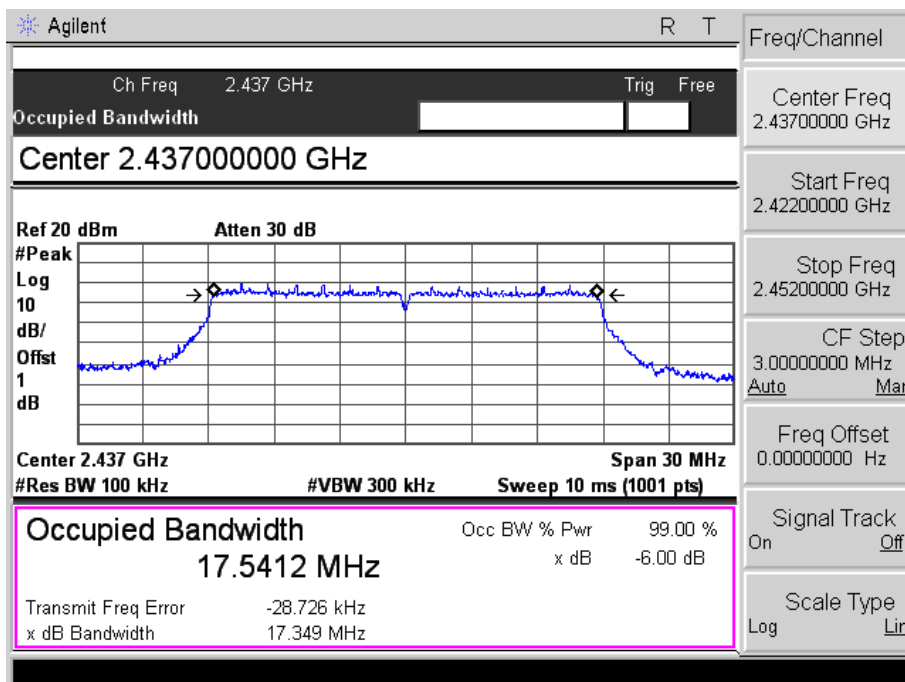 Agilent R T
Ch Freq 2.437 GHz Trig Free
Occupied Bandwidth
Center 2.437000000 GHz
Ref 20 dBm Atten 30 dB
#Peak
Log
10
dB/
Offst
1
dB
Center 2.437 GHz Span 30 MHz
#Res BW 100 kHz #VBW 300 kHz Sweep 10 ms (1001 pts)
Occupied Bandwidth Occ BW % Pwr 99.00 %
17.5412 MHz x dB -6.00 dB
Transmit Freq Error -28.726 kHz
x dB Bandwidth 17.349 MHz
Freq/Channel
Center Freq
2.43700000 GHz
Start Freq
2.42200000 GHz
Stop Freq
2.45200000 GHz
CF Step
3.00000000 MHz
Auto Man
Freq Offset
0.00000000 Hz
Signal Track
On Off
Scale Type
Log Lin